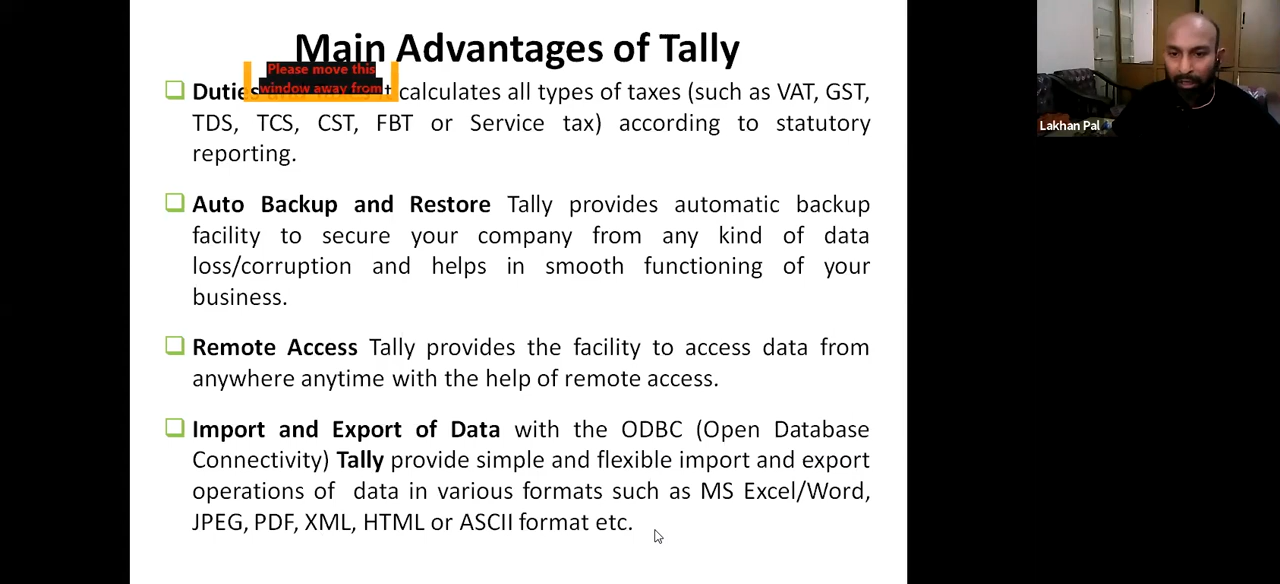 Main Advantages of Tally
Please move this
window away from
Duties calculates all types of taxes (such as VAT, GST,
TDS, TCS, CST, FBT or Service tax) according to statutory
reporting.
Auto Backup and Restore Tally provides automatic backup
facility to secure your company from any kind of data
loss/corruption and helps in smooth functioning of your
business.
Remote Access Tally provides the facility to access data from
anywhere anytime with the help of remote access.
Import and Export of Data with the ODBC (Open Database
Connectivity) Tally provide simple and flexible import and export
operations of data in various formats such as MS Excel/Word,
JPEG, PDF, XML, HTML or ASCII format etc.
Lakhan Pal